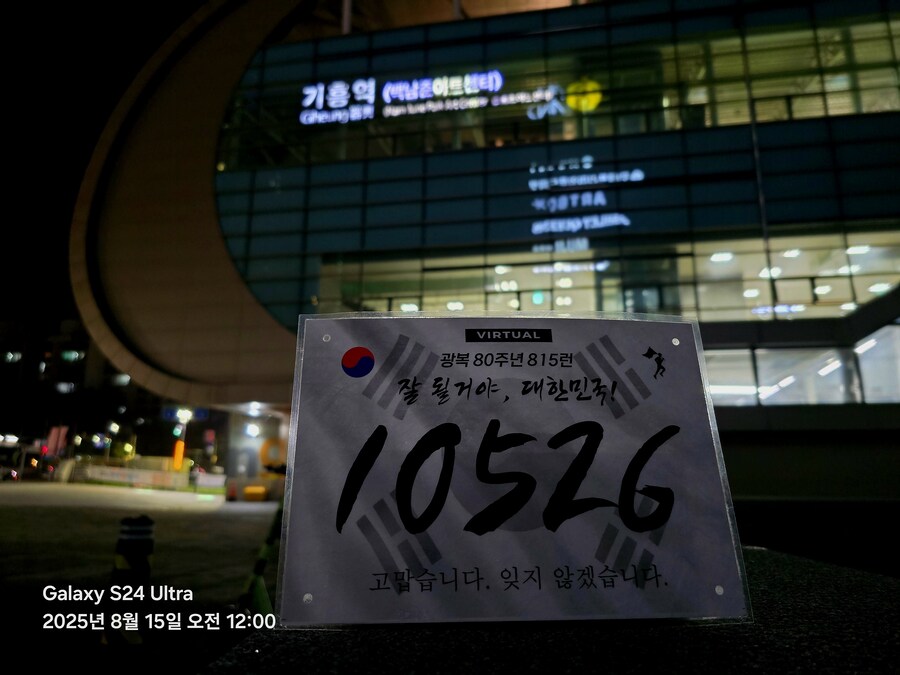 기흥역 (백남준아트센터)
Giheung
VIRTUAL
광복 80주년 815런
잘 될거야, 대한민국!
10526
고맙습니다. 잊지 않겠습니다.
Galaxy S24 Ultra
2025년 8월 15일 오전 12:00